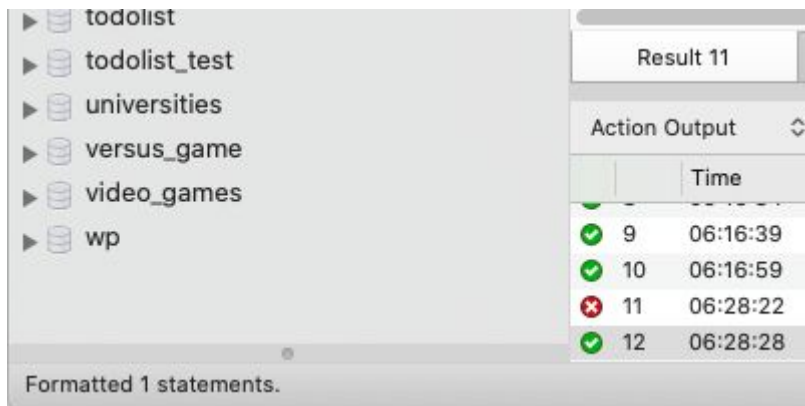 todolist
todolist_test
universities
versus_game
video_games
wp
Formatted 1 statements.
Result 11
Action Output
Time
9 06:16:39
10 06:16:59
11 06:28:22
12 06:28:28